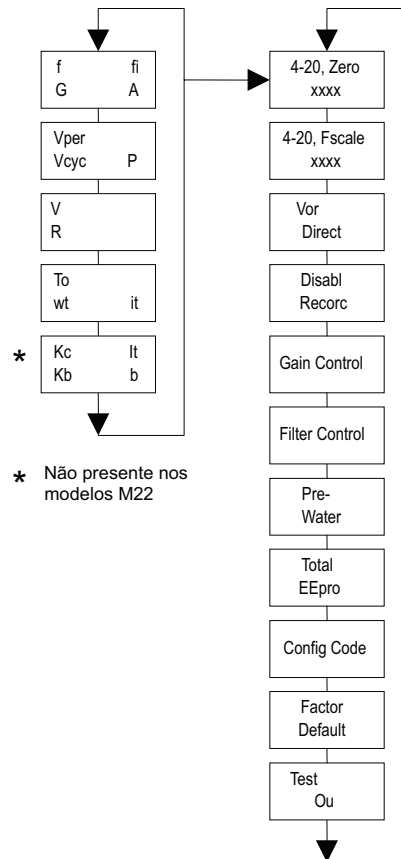 f fi
G A
Vper
Vcyc P
V
R
To
wt it
* Kc It
Kb b
* Não presente nos
modelos M22
4-20, Zero
xxxx
4-20, Fscale
xxxx
Vor
Direct
Disabl
Recorc
Gain Control
Filter Control
Pre-
Water
Total
EEpro
Config Code
Factor
Default
Test
Ou